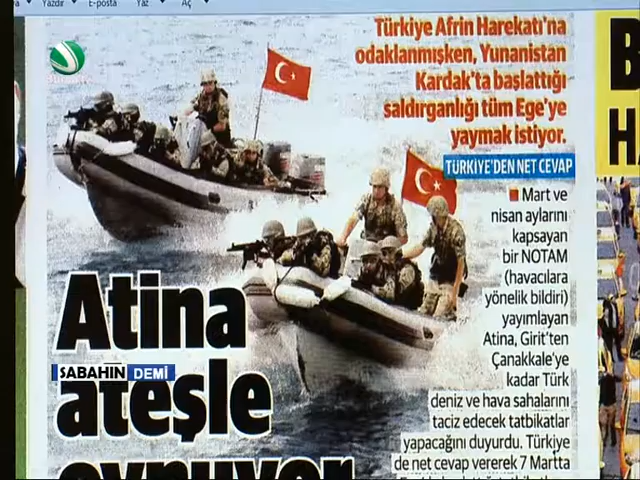 Yazdır E-posta Yaz Aç
Türkiye Afrin Harekatı'na
odaklanmışken, Yunanistan
Kardak'ta başlattığı
saldırganlığı tüm Ege'ye
yaymak istiyor.
TÜRKİYE'DEN NET CEVAP
Mart ve
nisan aylarını
kapsayan
bir NOTAM
(havacılara
yönelik bildiri)
yayımlayan
Atina, Girit'ten
Çanakkale'ye
kadar Türk
deniz ve hava sahalarını
taciz edecek tatbikatlar
yapacağını duyurdu. Türkiye
de net cevap vererek 7 Martta
Atina
SABAHIN DEMİ
ateşle
oynuyor